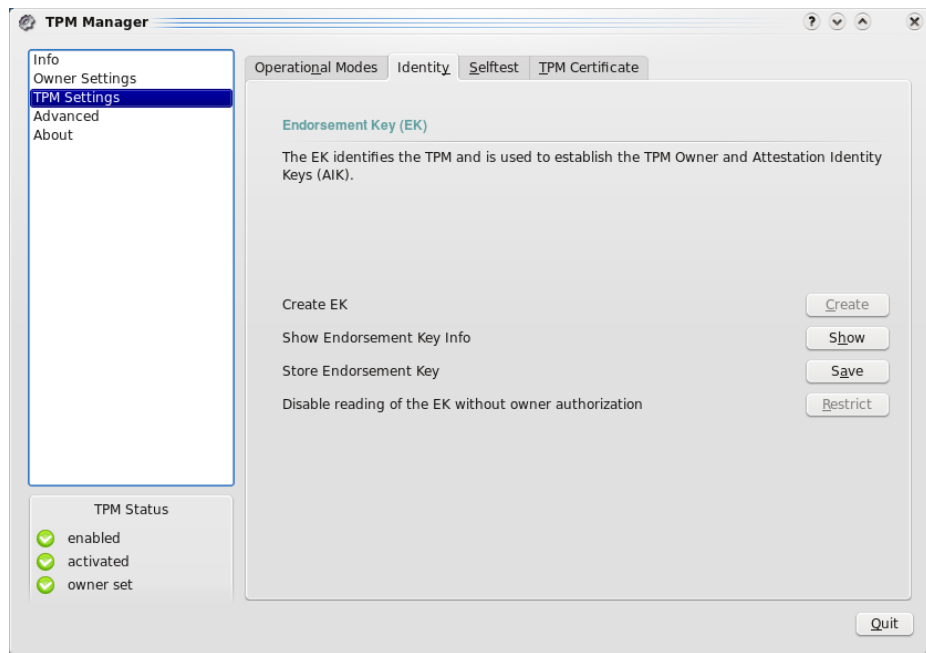 TPM Manager
Info
Owner Settings
TPM Settings
Advanced
About
Operational Modes
Identity
Selftest
TPM Certificate
Endorsement Key (EK)
The EK identifies the TPM and is used to establish the TPM Owner and Attestation Identity
Keys (AIK).
Create EK
Create
Show Endorsement Key Info
Show
Store Endorsement Key
Save
Disable reading of the EK without owner authorization
Restrict
TPM Status
enabled
activated
owner set
Quit